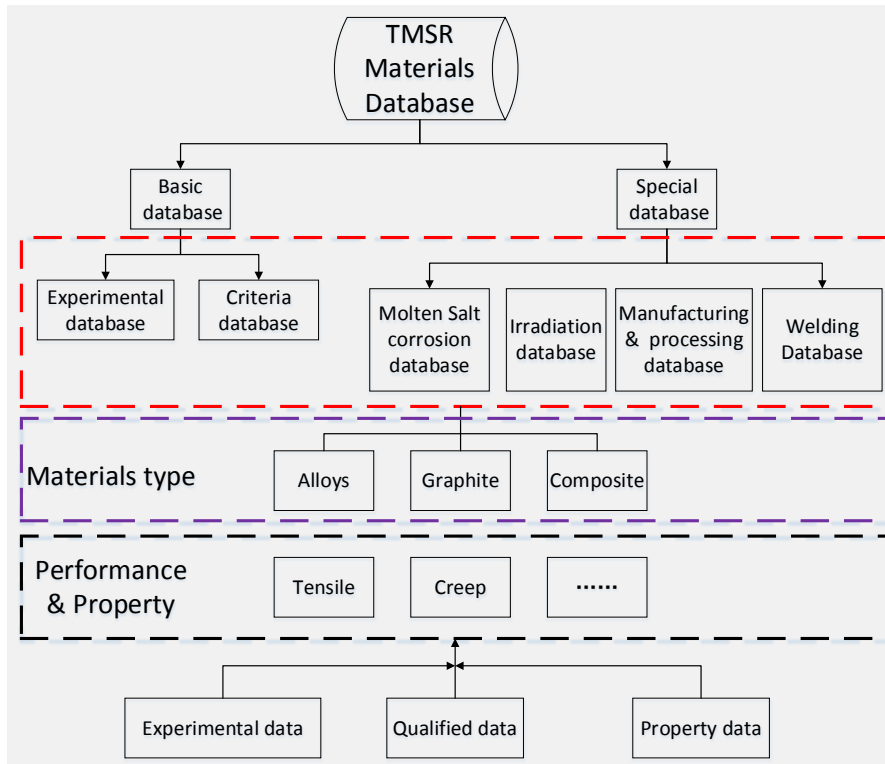 TMSR
Materials
Database
Basic
database
Special
database
Experimental
database
Criteria
database
Molten Salt
corrosion
database
Irradiation
database
Manufacturing
& processing
database
Welding
Database
Materials type
Alloys
Graphite
Composite
Performance
& Property
Tensile
Creep
······
Experimental data
Qualified data
Property data